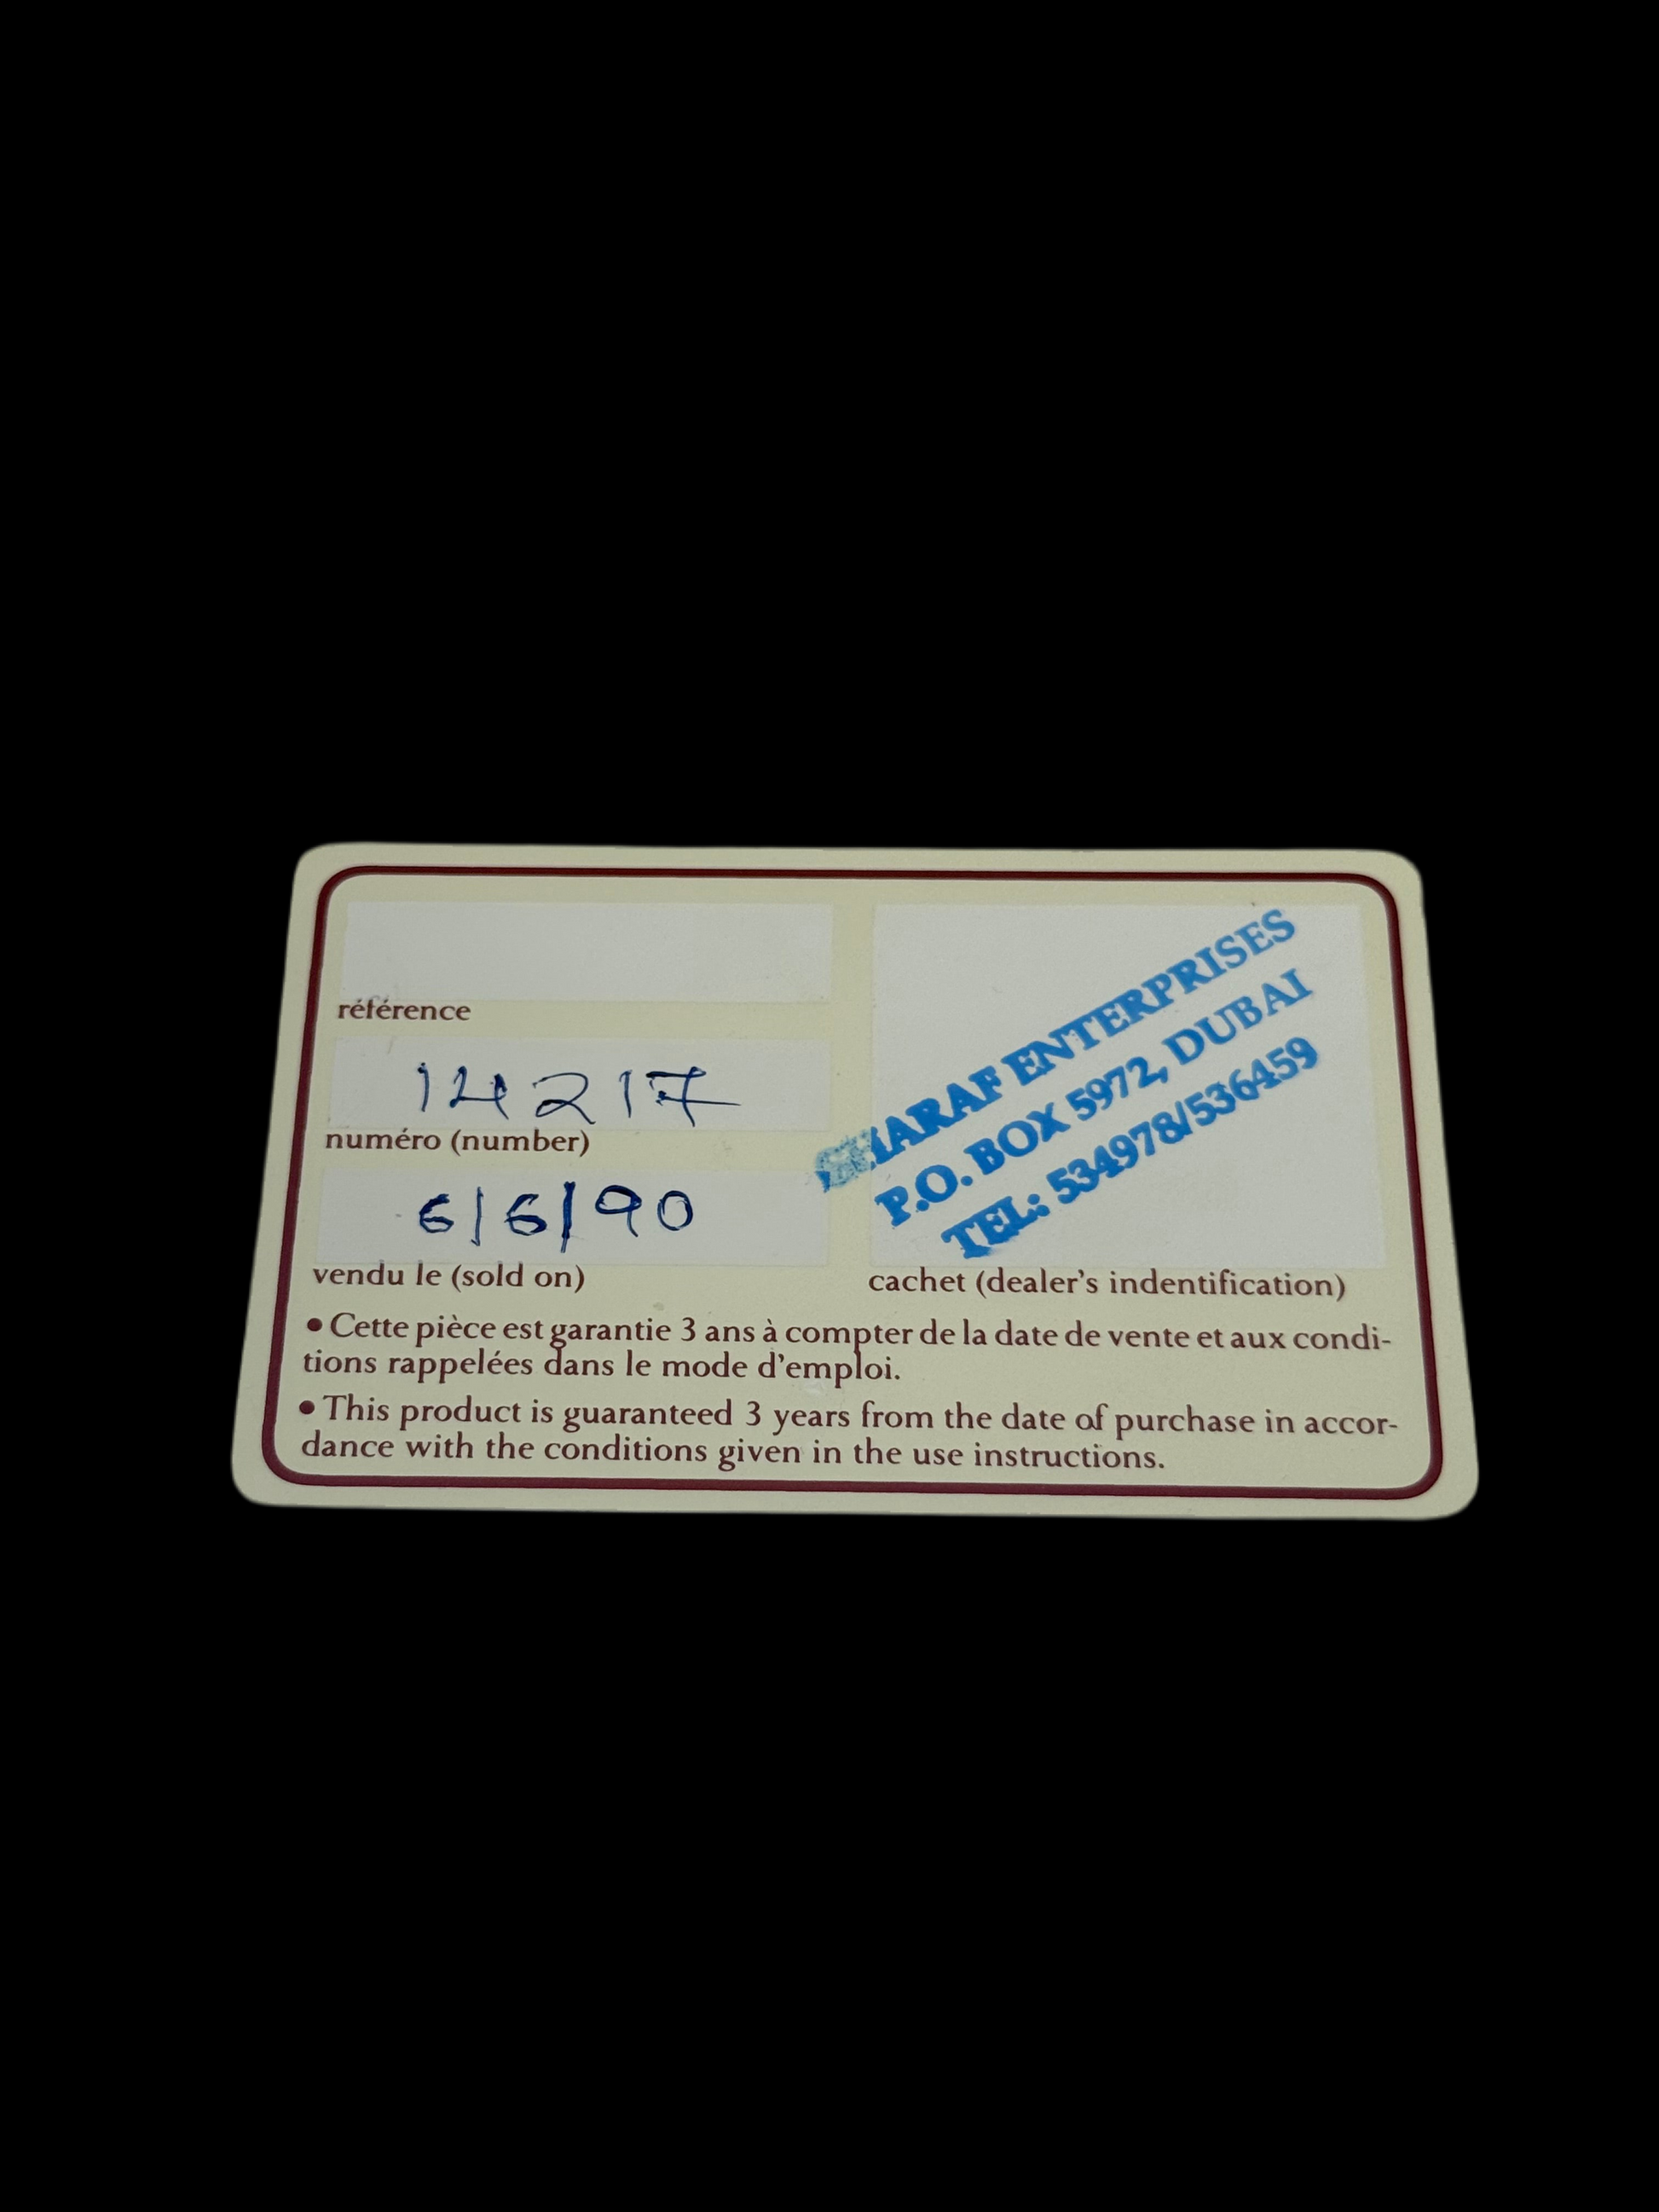 référence
14217
numéro (number)
6/6/90
vendu le (sold on)
ENTERPRISES
P.O. BOX 5972, DUBAI
TEL: 534978/536459
cachet (dealer's indentification)
• Cette pièce est garantie 3 ans à compter de la date de vente et aux condi-
tions rappelées dans le mode d'emploi.
• This product is guaranteed 3 years from the date of purchase in accor-
dance with the conditions given in the use instructions.